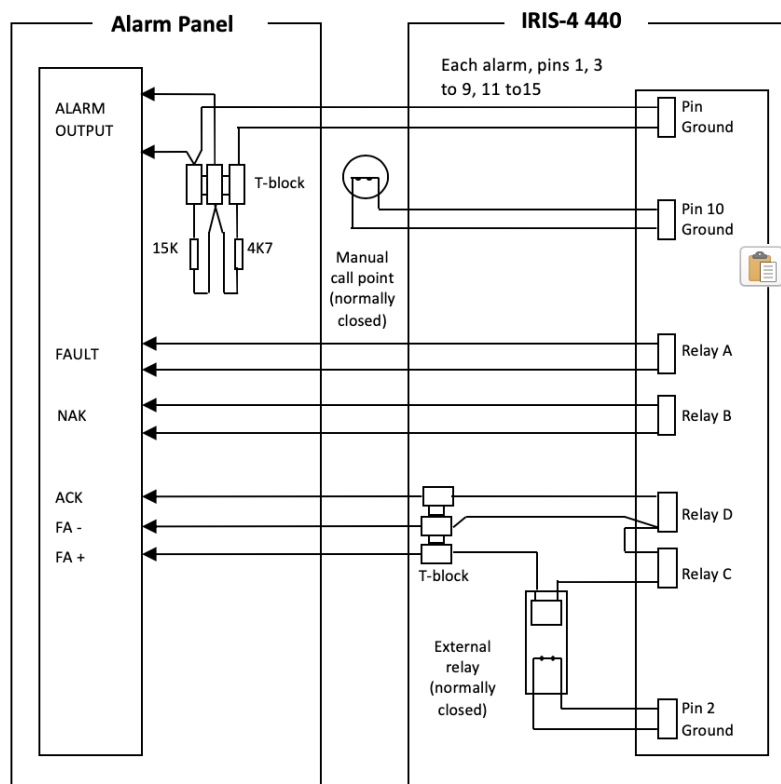 Alarm Panel
IRIS-4 440
Each alarm, pins 1, 3
to 9, 11 to15
ALARM
OUTPUT
Pin
Ground
T-block
15K
4K7
Manual
call point
(normally
closed)
Pin 10
Ground
FAULT
Relay A
NAK
Relay B
ACK
FA -
FA +
T-block
Relay D
Relay C
External
relay
(normally
closed)
Pin 2
Ground